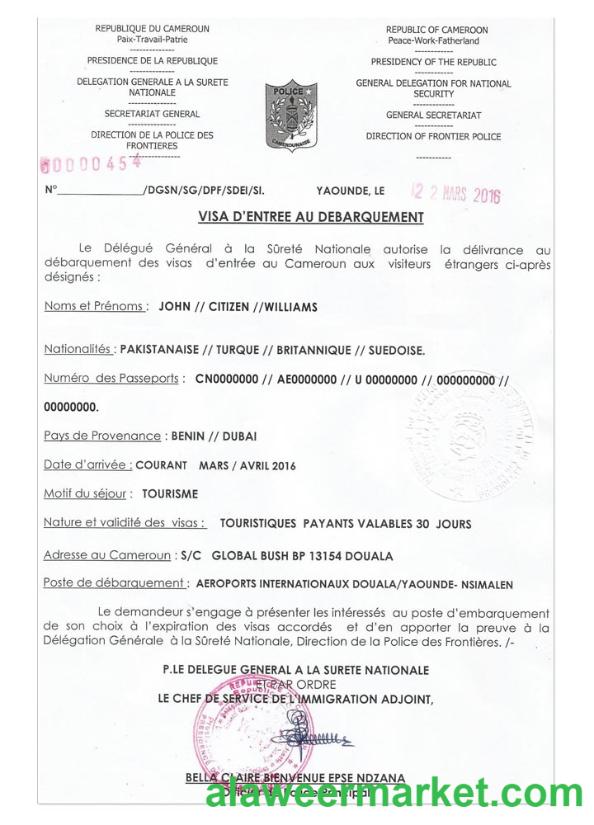 REPUBLIQUE DU CAMEROUN
Paix-Travail-Patrie
-------------
PRESIDENCE DE LA REPUBLIQUE
-------------
DELEGATION GENERALE A LA SURETE
NATIONALE
-------------
SECRETARIAT GENERAL
-------------
DIRECTION DE LA POLICE DES
FRONTIERES
-------------
REPUBLIC OF CAMEROON
Peace-Work-Fatherland
-------------
PRESIDENCY OF THE REPUBLIC
-------------
GENERAL DELEGATION FOR NATIONAL
SECURITY
-------------
GENERAL SECRETARIAT
-------------
DIRECTION OF FRONTIER POLICE
POLICE
CAMEROUNAISE
00000454
N°________________/DGSN/SG/DPF/SDEI/SI. YAOUNDE, LE 22 MARS 2016
VISA D'ENTREE AU DEBARQUEMENT
Le Délégué Général à la Sûreté Nationale autorise la délivrance au
débarquement des visas d'entrée au Cameroun aux visiteurs étrangers ci-après
désignés :
Noms et Prénoms : JOHN // CITIZEN //WILLIAMS
Nationalités : PAKISTANAISE // TURQUE // BRITANNIQUE // SUEDOISE.
Numéro des Passeports : CN0000000 // AE0000000 // U 00000000 // 000000000 //
00000000.
Pays de Provenance : BENIN // DUBAI
Date d'arrivée : COURANT MARS / AVRIL 2016
Motif du séjour : TOURISME
Nature et validité des visas : TOURISTIQUES PAYANTS VALABLES 30 JOURS
Adresse au Cameroun : S/C GLOBAL BUSH BP 13154 DOUALA
Poste de débarquement : AEROPORTS INTERNATIONAUX DOUALA/YAOUNDE- NSIMALEN
Le demandeur s'engage à présenter les intéressés au poste d'embarquement
de son choix à l'expiration des visas accordés et d'en apporter la preuve à la
Délégation Générale à la Sûreté Nationale, Direction de la Police des Frontières. /-
P.LE DELEGUE GENERAL A LA SURETE NATIONALE
ET PAR ORDRE
LE CHEF DE SERVICE DE L'IMMIGRATION ADJOINT,
BELLA CLAIRE BIENVENUE EPSE NDZANA
Officier de Police Principal
alaweermarket.com